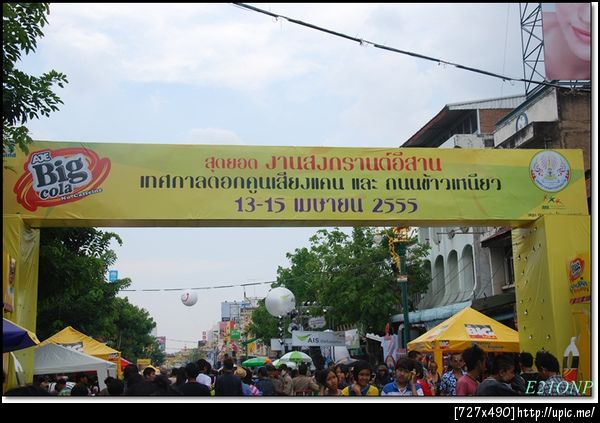 AJE
Big
cola
No Caffeine
สุดยอด งานสงกรานต์อีสาน
เทศกาลดอกคูนเสียงแคน และ ถนนข้าวเหนียว
13-15 เมษายน 2555
AIS
E21ONP
[727x490]http://upic.me/